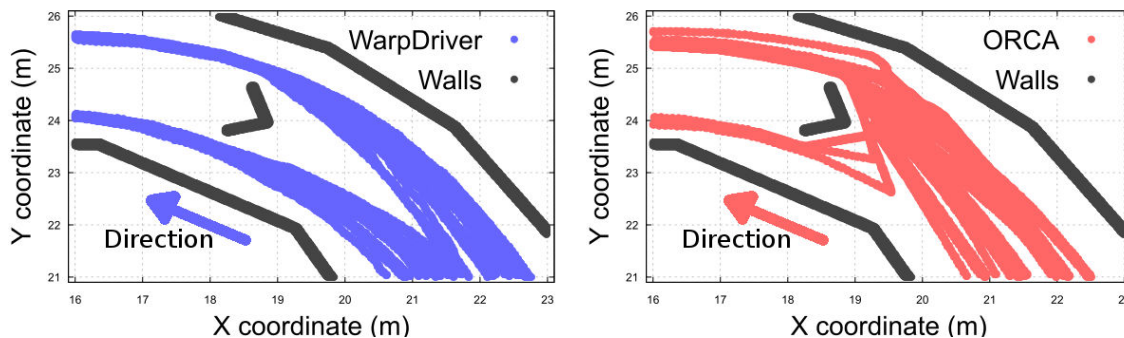 26
25
24
23
22
21
Y coordinate (m)
WarpDriver
Walls
Direction
16 17 18 19 20 21 22 23
X coordinate (m)
26
25
24
23
22
21
Y coordinate (m)
ORCA
Walls
Direction
16 17 18 19 20 21 22
X coordinate (m)